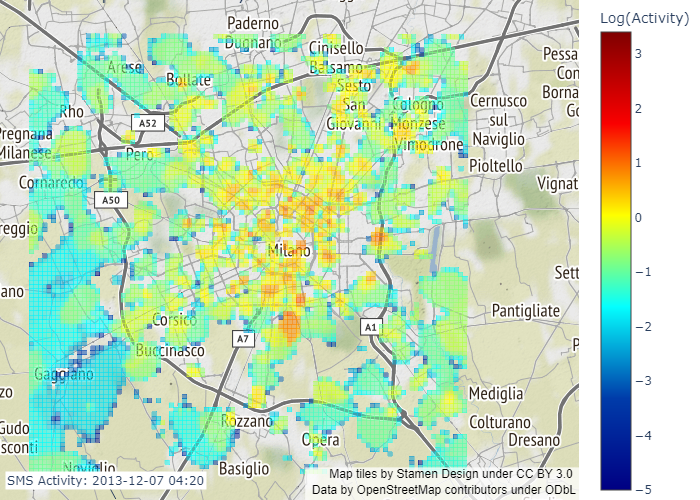 Paderno
Dugnano
Cinisello
Balsamo
Log(Activity)
Arese
Bollate
Sesto
San
Giovanni
Cologno
Monzese
Vimodrone
Cernusco
sul
Naviglio
Pioltello
Pessa
Con
Borna
Go
Rho
A52
Pregnana
Milanese
Pero
Cornaredo
A50
Vignat
reggio
Milano
Sett
ano
Pantigliate
Corsico
A7
A1
Buccinasco
P
Gaggiano
zo
Mediglia
Colturano
Dresano
Gudo
sconti
Rozzano
Opera
Basiglio
Noviglio
SMS Activity: 2013-12-07 04:20
Map tiles by Stamen Design under CC BY 3.0
Data by OpenStreetMap contributors under ODbL
3
2
1
0
−1
−2
−3
−4
−5